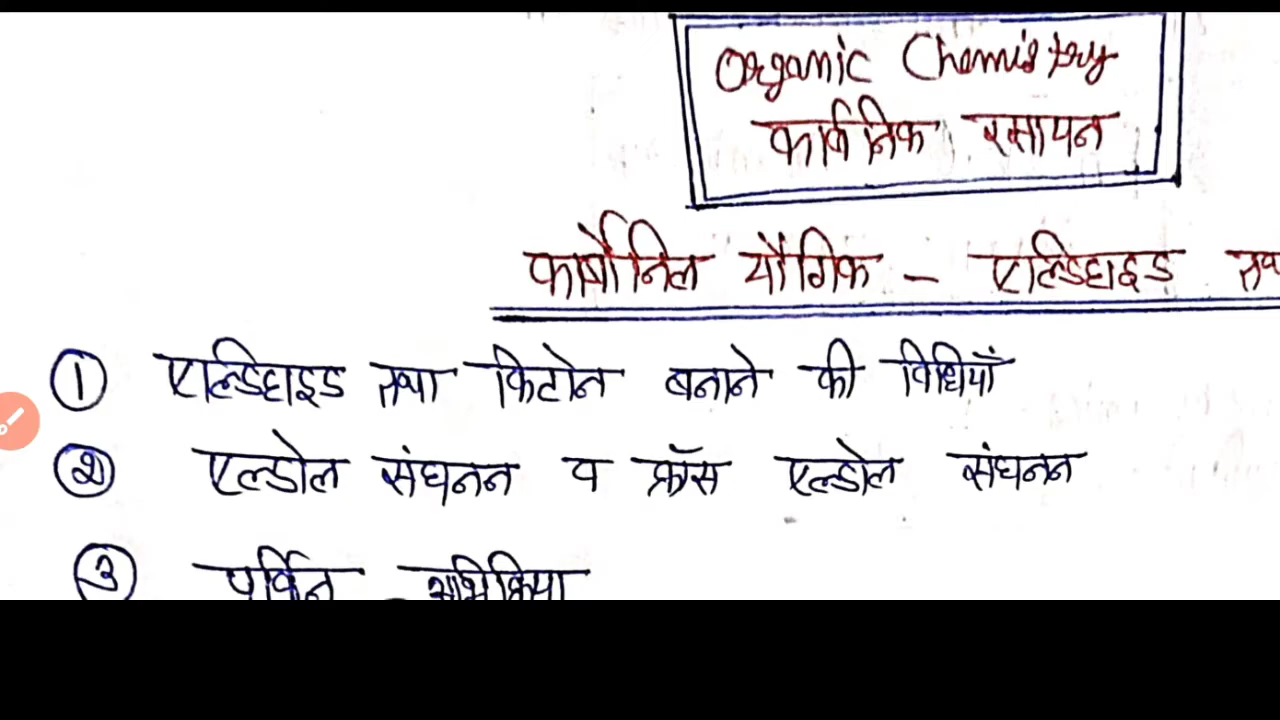 Organic Chemistry
कार्बनिक रसायन
कार्बोनिल यौगिक - एल्डिहाइड
① एल्डिहाइड तथा किटोन बनाने की विधियाँ
② एल्डोल संघनन व क्रॉस एल्डोल संघनन
③ पर्किन अभिक्रिया